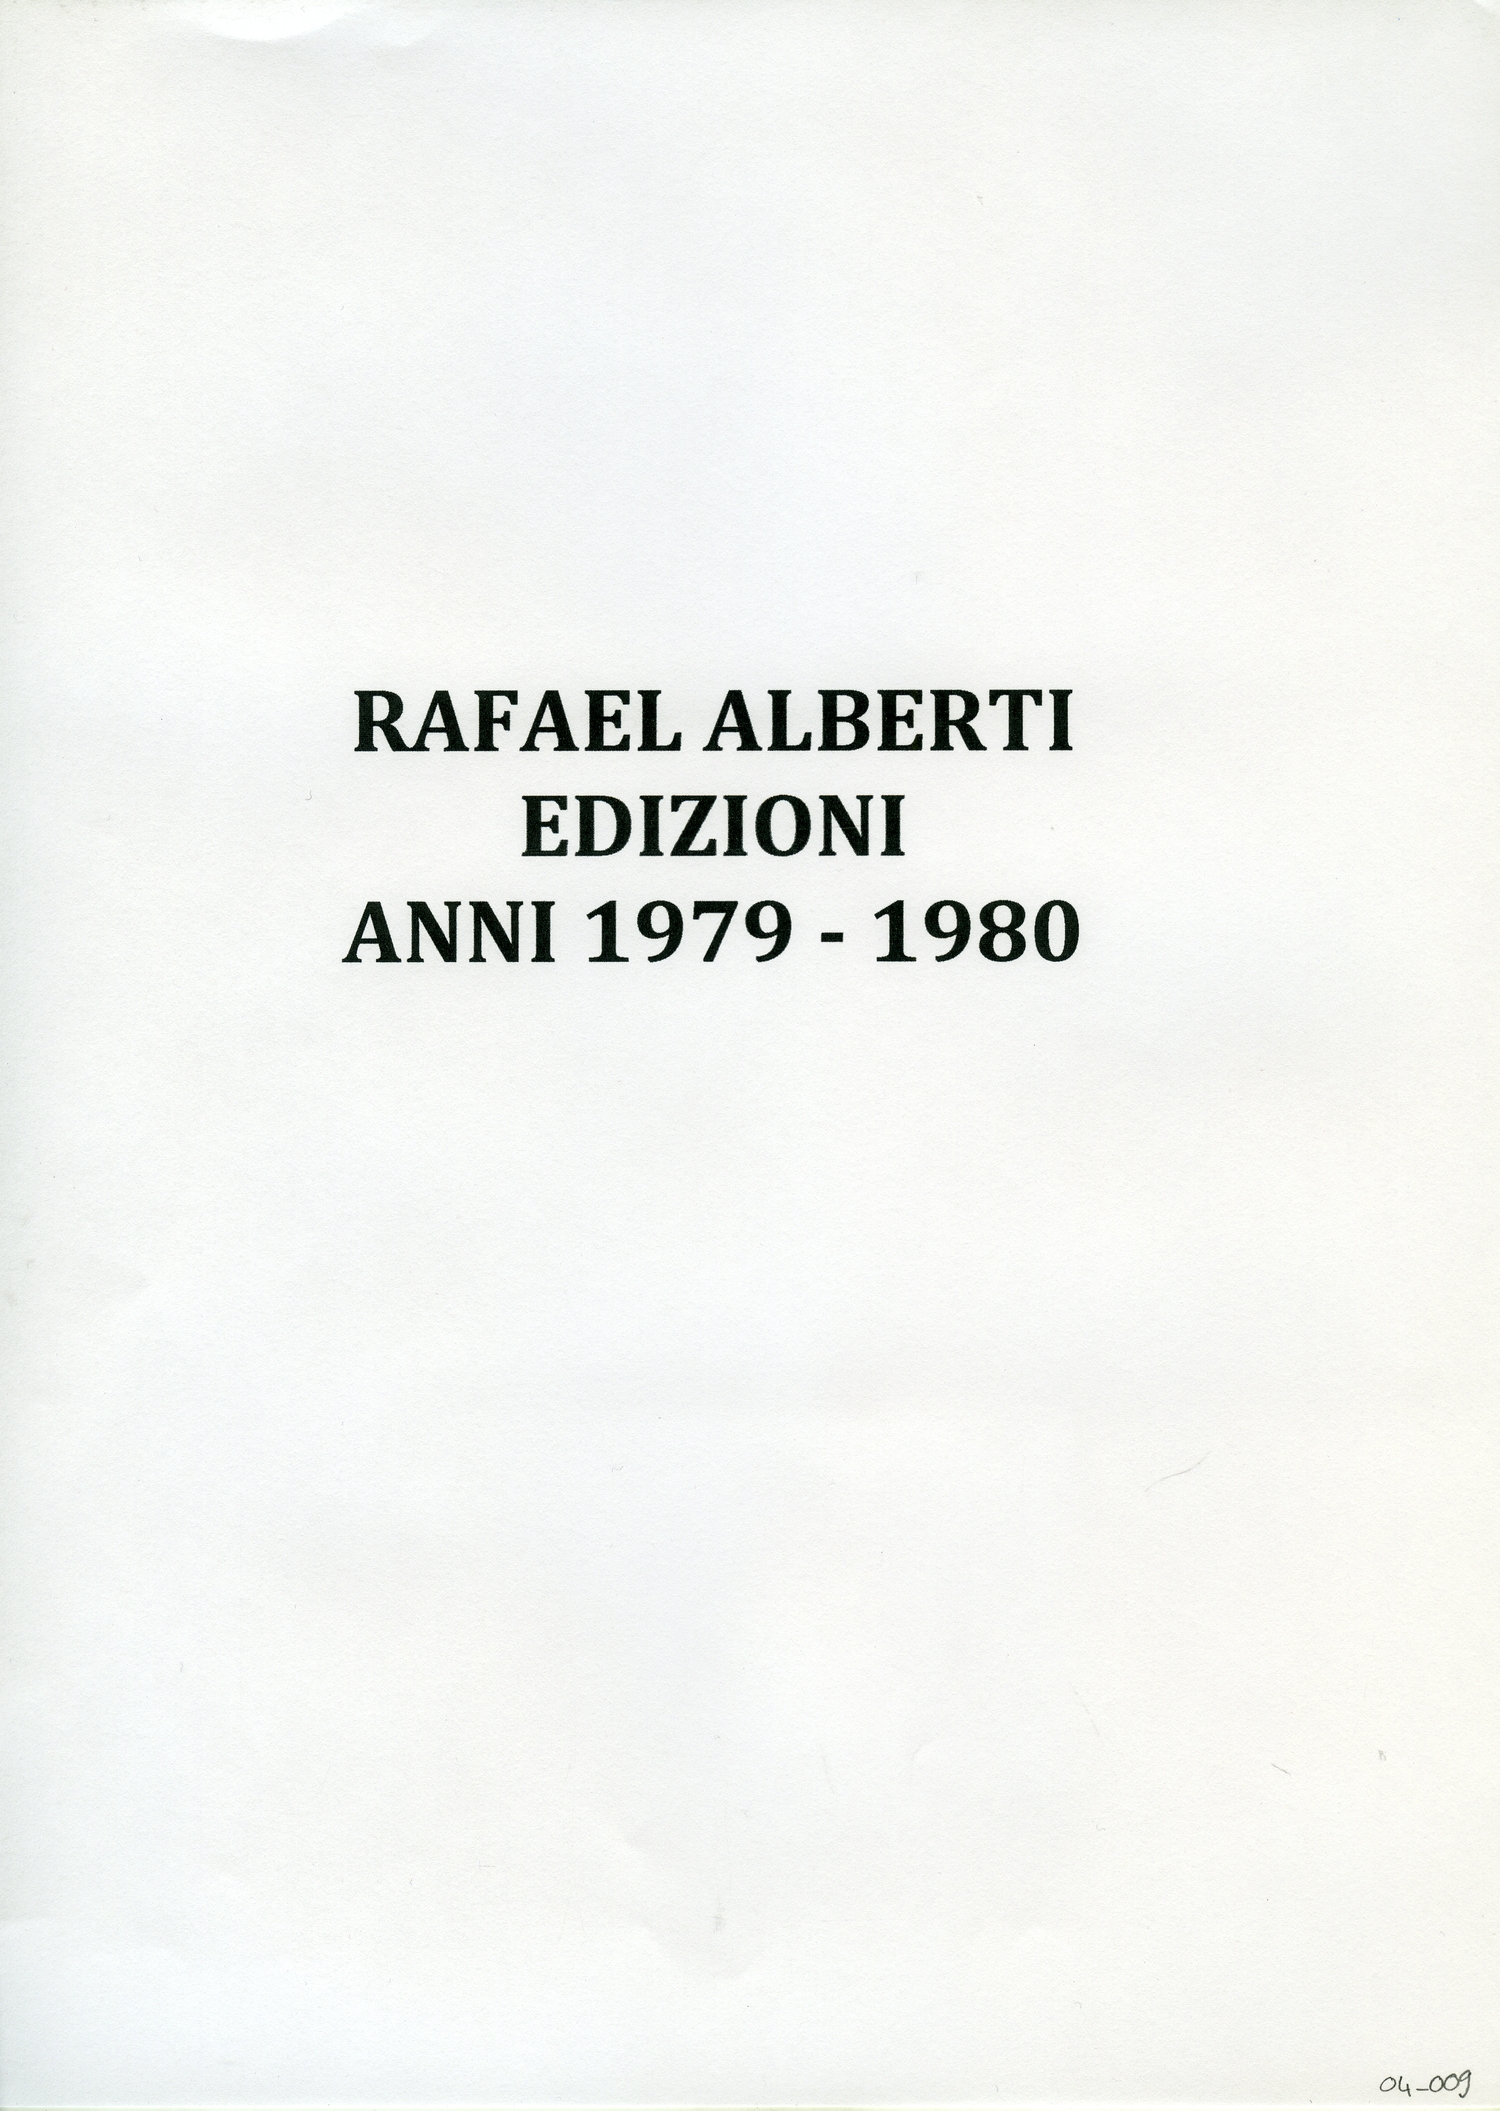 RAFAEL ALBERTI
EDIZIONI
ANNI 1979 - 1980
04_009